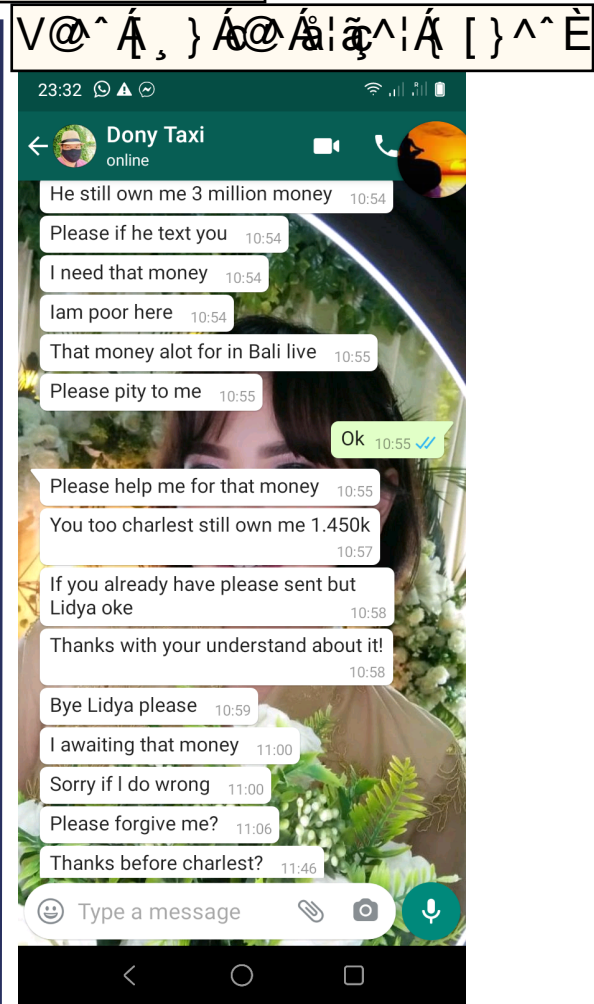 23:32
Dony Taxi
online
He still own me 3 million money 10:54
Please if he text you 10:54
I need that money 10:54
Iam poor here 10:54
That money alot for in Bali live 10:55
Please pity to me 10:55
Ok 10:55
Please help me for that money 10:55
You too charlest still own me 1.450k
10:57
If you already have please sent but
Lidya oke 10:58
Thanks with your understand about it!
10:58
Bye Lidya please 10:59
I awaiting that money 11:00
Sorry if I do wrong 11:00
Please forgive me? 11:06
Thanks before charlest? 11:46
Type a message